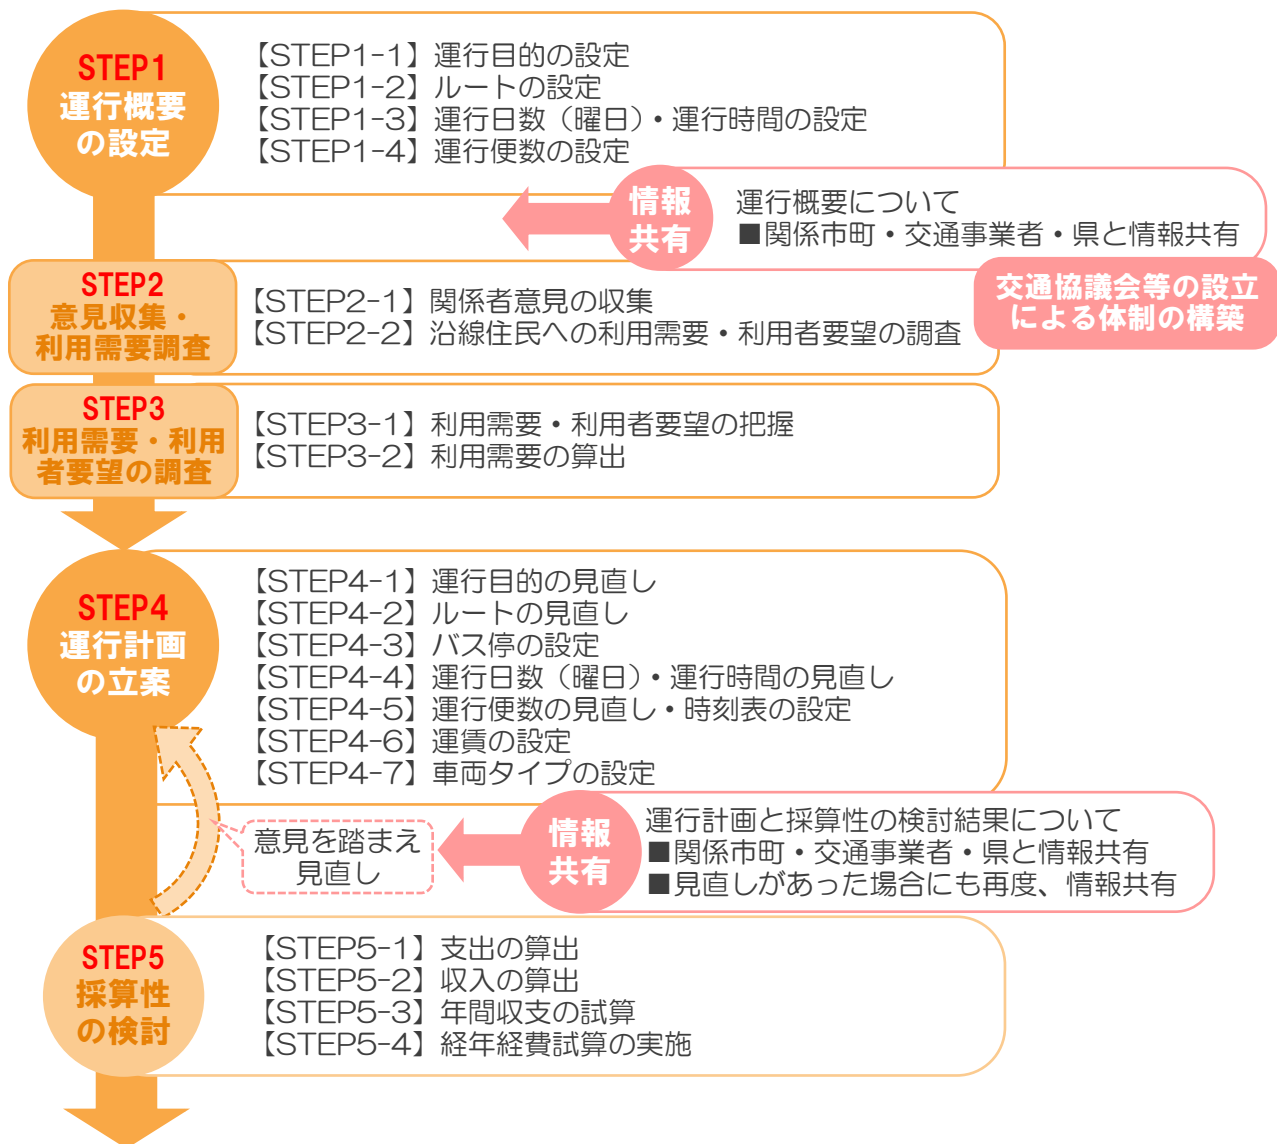 STEP1
運行概要
の設定
【STEP1-1】運行目的の設定
【STEP1-2】ルートの設定
【STEP1-3】運行日数（曜日）・運行時間の設定
【STEP1-4】運行便数の設定
情報
共有
運行概要について
■関係市町・交通事業者・県と情報共有
交通協議会等の設立
による体制の構築
STEP2
意見収集・
利用需要調査
【STEP2-1】関係者意見の収集
【STEP2-2】沿線住民への利用需要・利用者要望の調査
STEP3
利用需要・利用
者要望の調査
【STEP3-1】利用需要・利用者要望の把握
【STEP3-2】利用需要の算出
STEP4
運行計画
の立案
【STEP4-1】運行目的の見直し
【STEP4-2】ルートの見直し
【STEP4-3】バス停の設定
【STEP4-4】運行日数（曜日）・運行時間の見直し
【STEP4-5】運行便数の見直し・時刻表の設定
【STEP4-6】運賃の設定
【STEP4-7】車両タイプの設定
意見を踏まえ
見直し
情報
共有
運行計画と採算性の検討結果について
■関係市町・交通事業者・県と情報共有
■見直しがあった場合にも再度、情報共有
STEP5
採算性
の検討
【STEP5-1】支出の算出
【STEP5-2】収入の算出
【STEP5-3】年間収支の試算
【STEP5-4】経年経費試算の実施